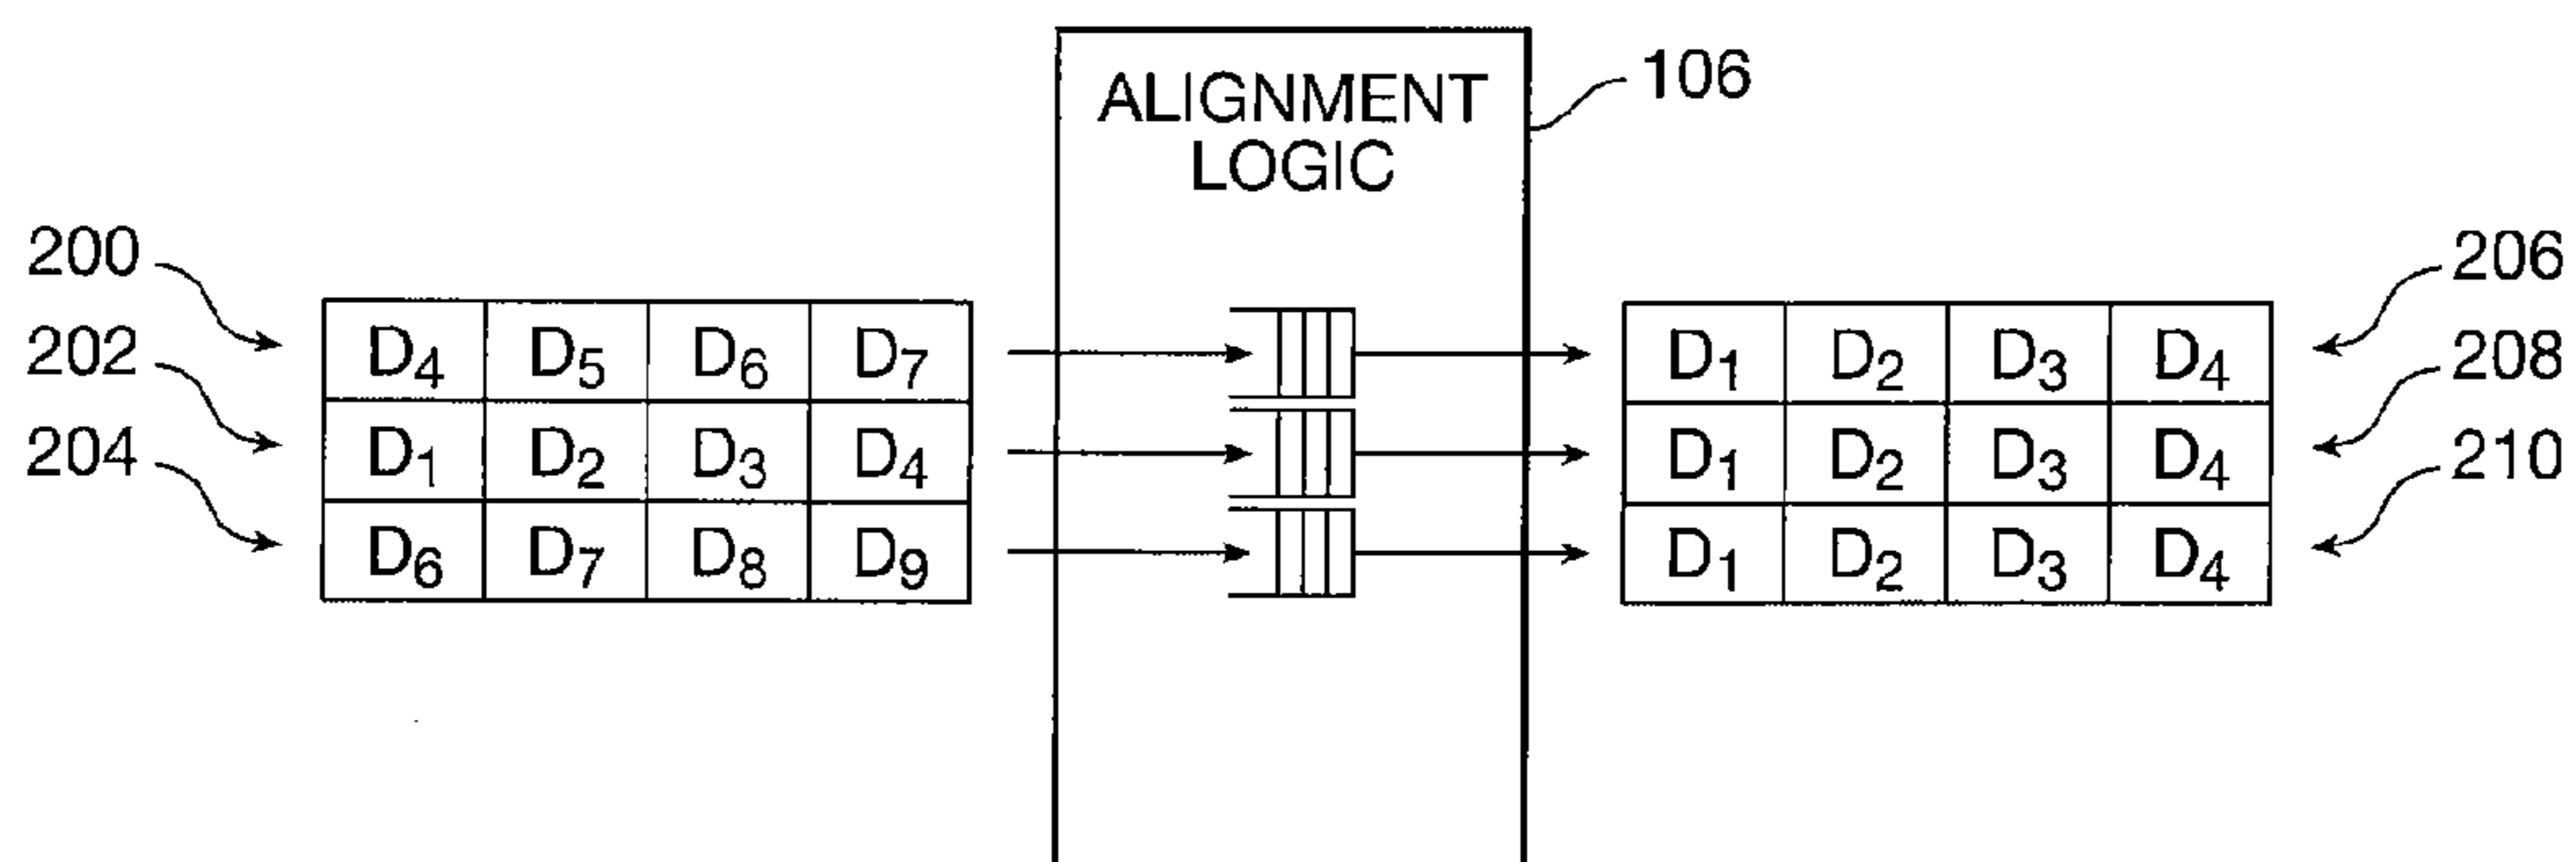 ALIGNMENT
LOGIC
106
200
202
204
D4 D5 D6 D7
D1 D2 D3 D4
D6 D7 D8 D9
D1 D2 D3 D4
D1 D2 D3 D4
D1 D2 D3 D4
206
208
210